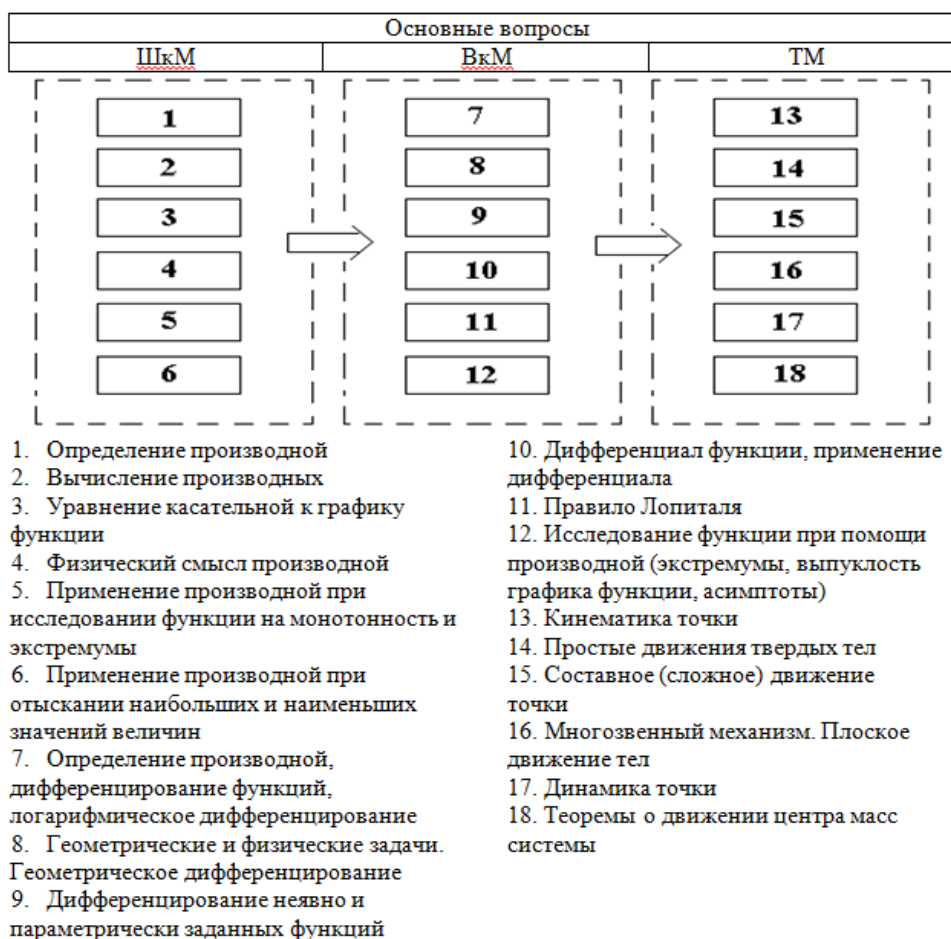 Основные вопросы
ШкМ ВкМ ТМ
1 7 13
2 8 14
3 9 15
4 10 16
5 11 17
6 12 18
1. Определение производной
2. Вычисление производных
3. Уравнение касательной к графику
функции
4. Физический смысл производной
5. Применение производной при
исследовании функции на монотонность и
экстремумы
6. Применение производной при
отыскании наибольших и наименьших
значений величин
7. Определение производной,
дифференцирование функций,
логарифмическое дифференцирование
8. Геометрические и физические задачи.
Геометрическое дифференцирование
9. Дифференцирование неявно и
параметрически заданных функций
10. Дифференциал функции, применение
дифференциала
11. Правило Лопиталя
12. Исследование функции при помощи
производной (экстремумы, выпуклость
графика функции, асимптоты)
13. Кинематика точки
14. Простые движения твердых тел
15. Составное (сложное) движение
точки
16. Многозвенный механизм. Плоское
движение тел
17. Динамика точки
18. Теоремы о движении центра масс
системы